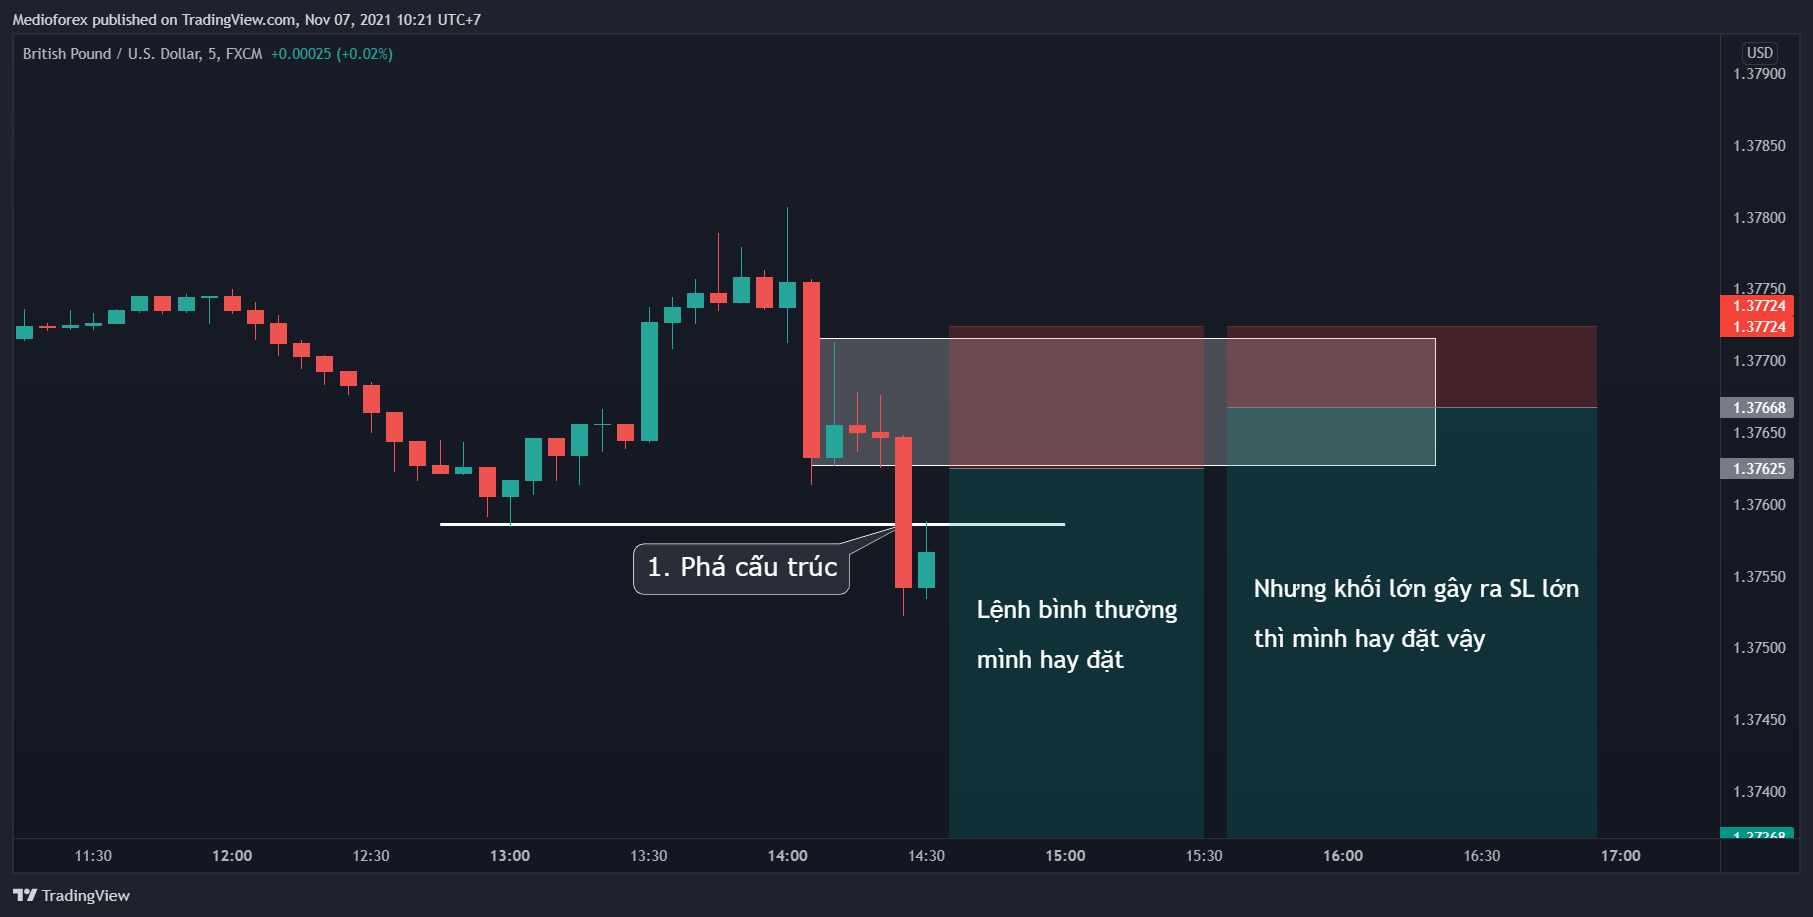 Medioforex published on TradingView.com, Nov 07, 2021 10:21 UTC+7
British Pound / U.S. Dollar, 5, FXCM +0.00025 (+0.02%)
USD
1.37900
1.37850
1.37800
1.37750
1.37724
1.37724
1.37700
1.37668
1.37650
1.37625
1.37600
1.37550
1.37500
1.37450
1.37400
1.37368
1. Phá cấu trúc
Lệnh bình thường
mình hay đặt
Nhưng khối lớn gây ra SL lớn
thì mình hay đặt vậy
11:30 12:00 12:30 13:00 13:30 14:00 14:30 15:00 15:30 16:00 16:30 17:00
TradingView